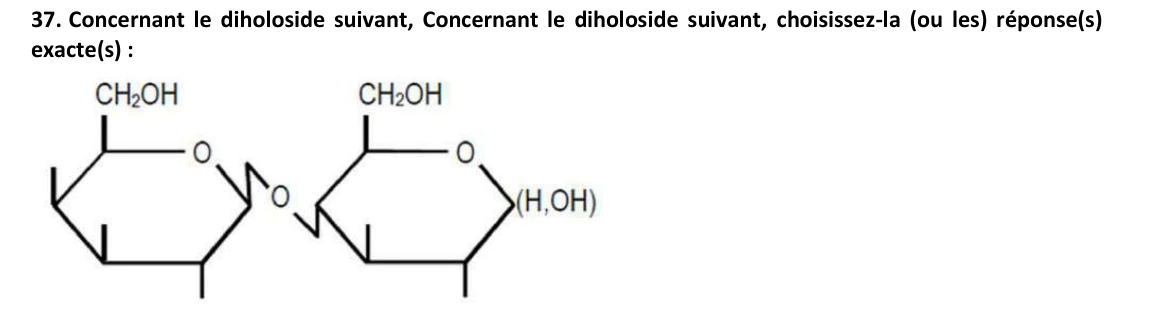 37. Concernant le diholoside suivant, Concernant le diholoside suivant, choisissez-la (ou les) réponse(s)
exacte(s) :
CH₂OH CH₂OH
O O
O (H,OH)